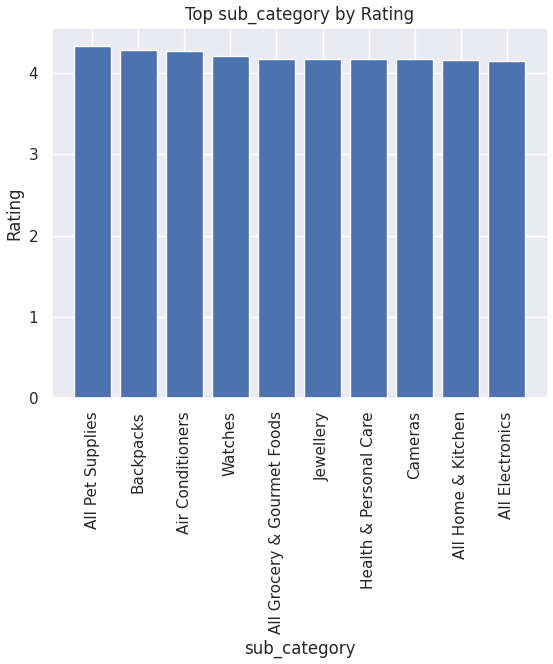 Top sub_category by Rating
Rating
4
3
2
1
0
All Pet Supplies
Backpacks
Air Conditioners
Watches
All Grocery & Gourmet Foods
Jewellery
Health & Personal Care
Cameras
All Home & Kitchen
All Electronics
sub_category